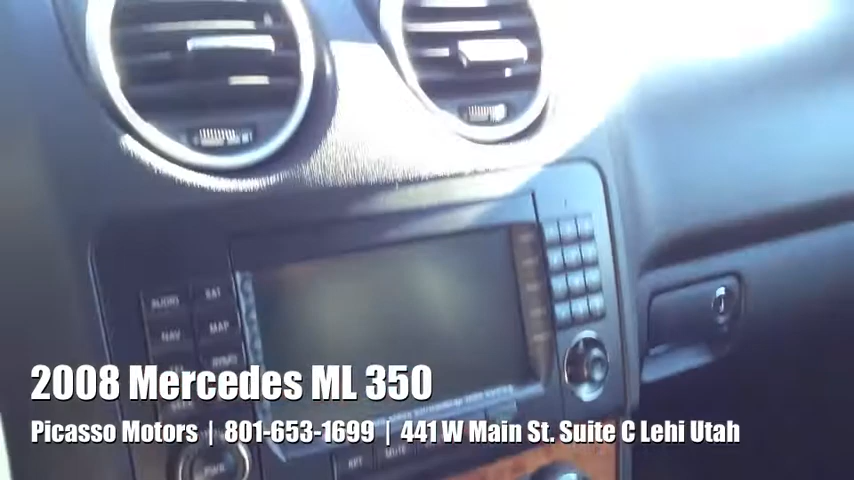 AUDIO SAT
NAV MAP
MUTE
2008 Mercedes ML 350
Picasso Motors | 801-653-1699 | 441 W Main St. Suite C Lehi Utah